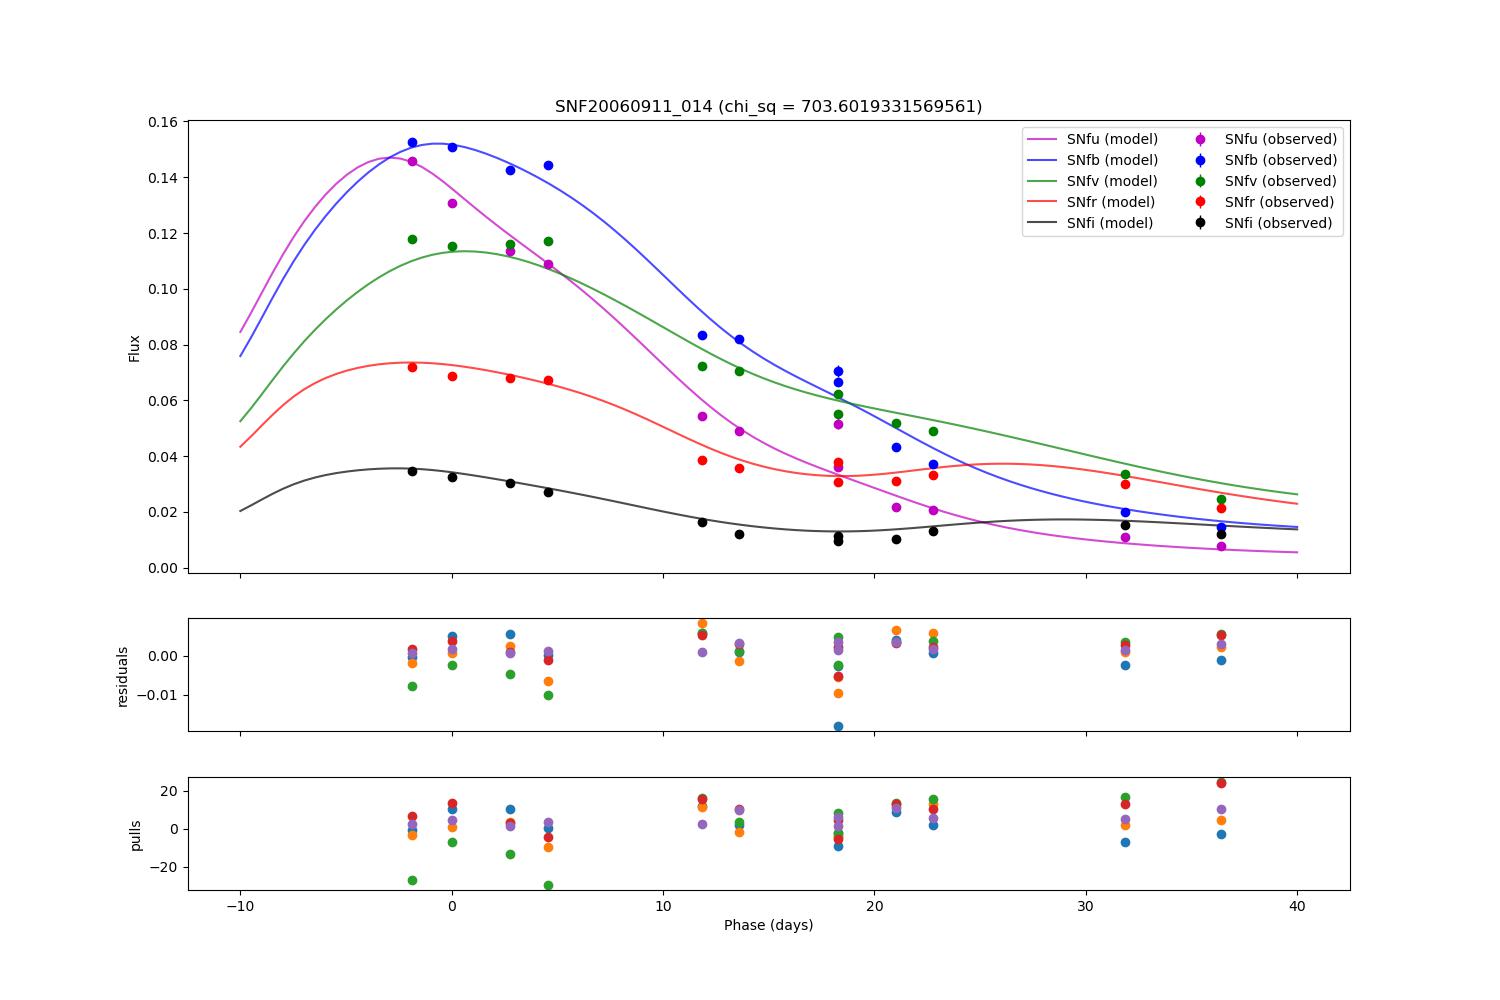 SNF20060911_014 (chi_sq = 703.6019331569561)
0.16
0.14
0.12
0.10
0.08
0.06
0.04
0.02
0.00
Flux
SNfu (model)
SNfb (model)
SNfv (model)
SNfr (model)
SNfi (model)
SNfu (observed)
SNfb (observed)
SNfv (observed)
SNfr (observed)
SNfi (observed)
0.00
−0.01
residuals
20
0
−20
pulls
−10
0
10
20
30
40
Phase (days)